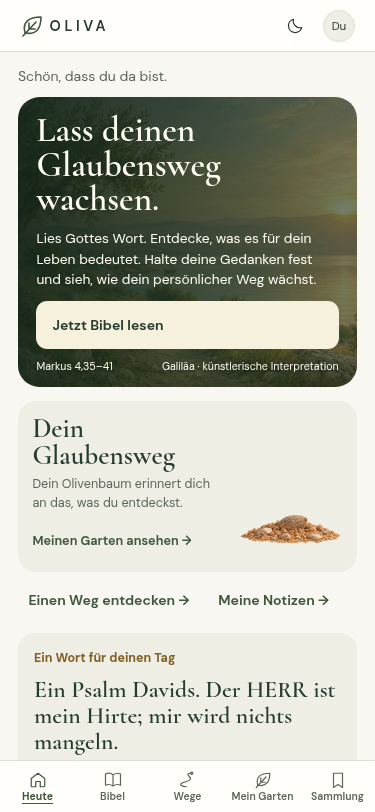 OLIVA
Du
Schön, dass du da bist.
Lass deinen
Glaubensweg
wachsen.
Lies Gottes Wort. Entdecke, was es für dein
Leben bedeutet. Halte deine Gedanken fest
und sieh, wie dein persönlicher Weg wächst.
Jetzt Bibel lesen
Markus 4,35–41
Galiläa · künstlerische Interpretation
Dein
Glaubensweg
Dein Olivenbaum erinnert dich
an das, was du entdeckst.
Meinen Garten ansehen →
Einen Weg entdecken →
Meine Notizen →
Ein Wort für deinen Tag
Ein Psalm Davids. Der HERR ist
mein Hirte; mir wird nichts
mangeln.
Heute
Bibel
Wege
Mein Garten
Sammlung